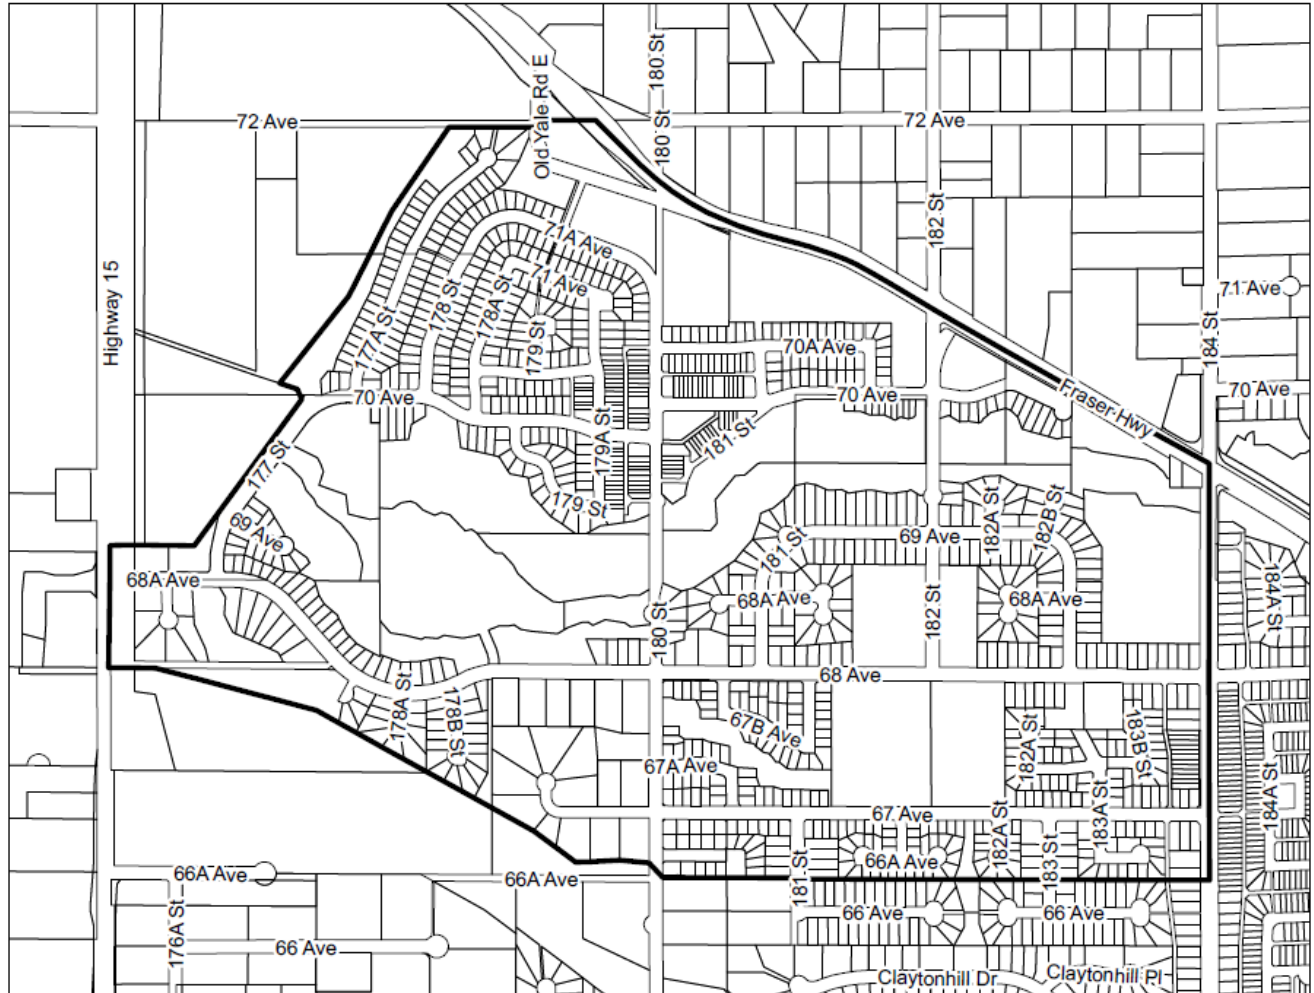 180 St
Old Yale Rd E
72 Ave
180 St
72 Ave
182 St
71A Ave
Highway 15
71 Ave
71 Ave
178 St
178A St
177A St
179 St
184 St
70A Ave
70 Ave
70 Ave
70 Ave
Fraser Hwy
179A St
181 St
177 St
179 St
182A St
182B St
69 Ave
181 St
69 Ave
68A Ave
68A Ave
68A Ave
184A St
180 St
182 St
68 Ave
178A St
178B St
67B Ave
182A St
183B St
67A Ave
183A St
184A St
67 Ave
182A St
66A Ave
66A Ave
66A Ave
181 St
183 St
176A St
66 Ave
66 Ave
66 Ave
Claytonhill Dr
Claytonhill Pl